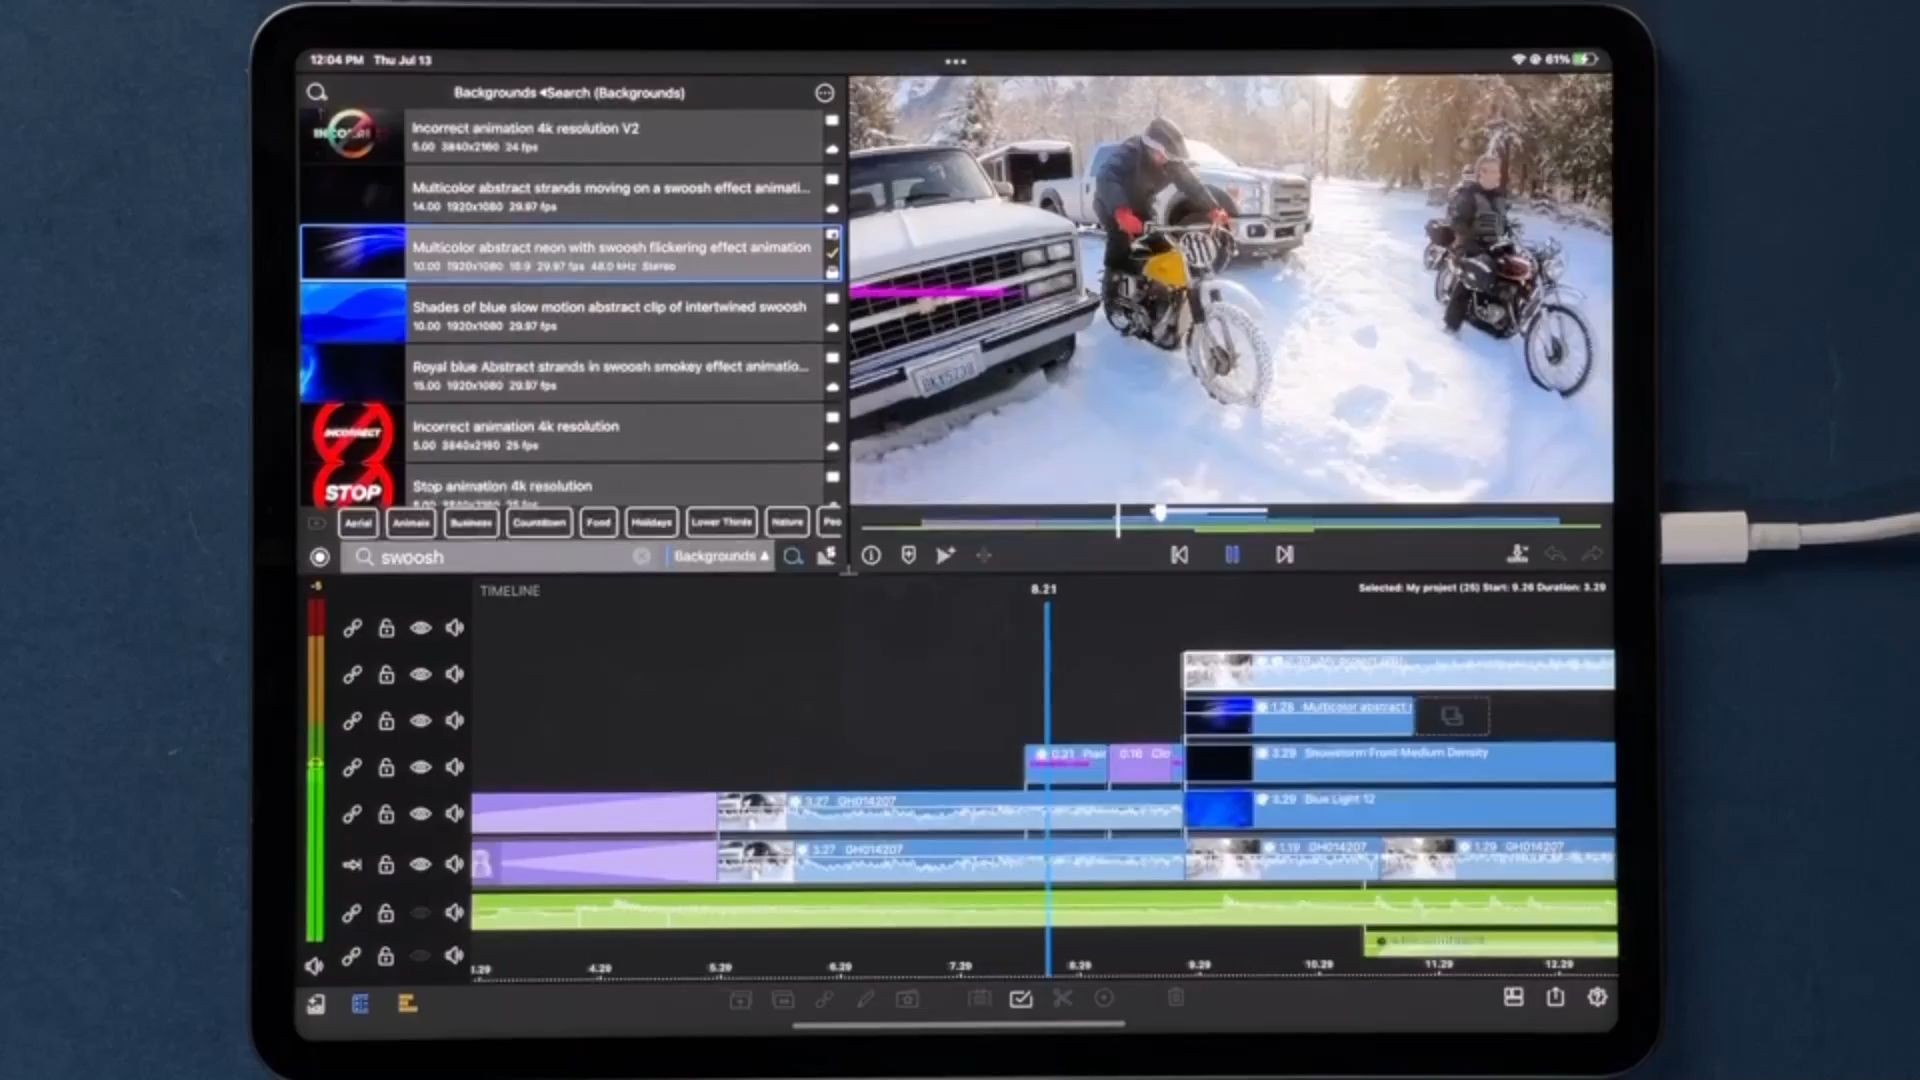 12:04 PM Thu Jul 13
61%
Backgrounds ◂Search (Backgrounds)
Incorrect animation 4k resolution V2
5.00 3840x2160 24 fps
Multicolor abstract strands moving on a swoosh effect animati...
14.00 1920x1080 29.97 fps
Multicolor abstract neon with swoosh flickering effect animation
10.00 1920x1080 16:9 29.97 fps 48.0 kHz Stereo
Shades of blue slow motion abstract clip of intertwined swoosh
10.00 1920x1080 29.97 fps
Royal blue Abstract strands in swoosh smokey effect animatio...
15.00 1920x1080 29.97 fps
INCORRECT
Incorrect animation 4k resolution
5.00 3840x2160 25 fps
STOP
Stop animation 4k resolution
Aerial Animals Business Countdown Food Holidays Lower Thirds Nature Peo
swoosh
Backgrounds
-5
TIMELINE
8.21
Selected: My project (25) Start: 9.26 Duration: 3.29
1.28 Multicolor abstract
0:16 Clo
3.29 Snowstorm Front Medium Density
3.27 GH014207
Blue Light 12
3.27 GH014207
1.19 GH014207
1.29 GH014207
4.29 5.29 6.29 7.29 8.29 9.29 10.29 11.29 12.29